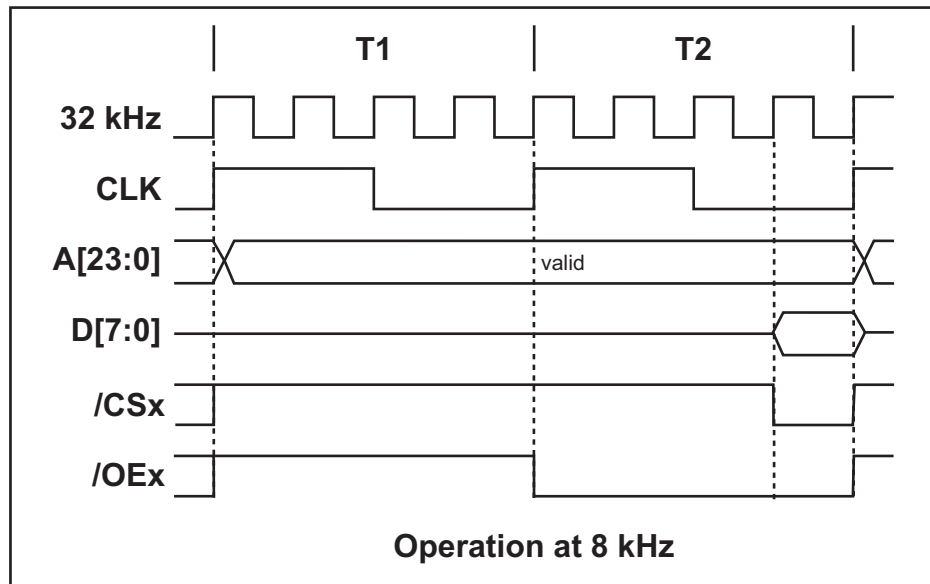 T1 T2
32 kHz
CLK
A[23:0] valid
D[7:0]
/CSx
/OEx
Operation at 8 kHz